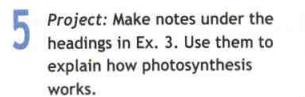 5 Project: Make notes under the
headings in Ex. 3. Use them to
explain how photosynthesis
works.